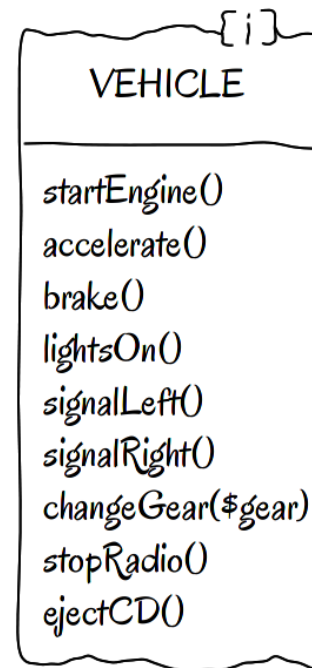 {i}
VEHICLE
startEngine()
accelerate()
brake()
lightsOn()
signalLeft()
signalRight()
changeGear($gear)
stopRadio()
ejectCD()